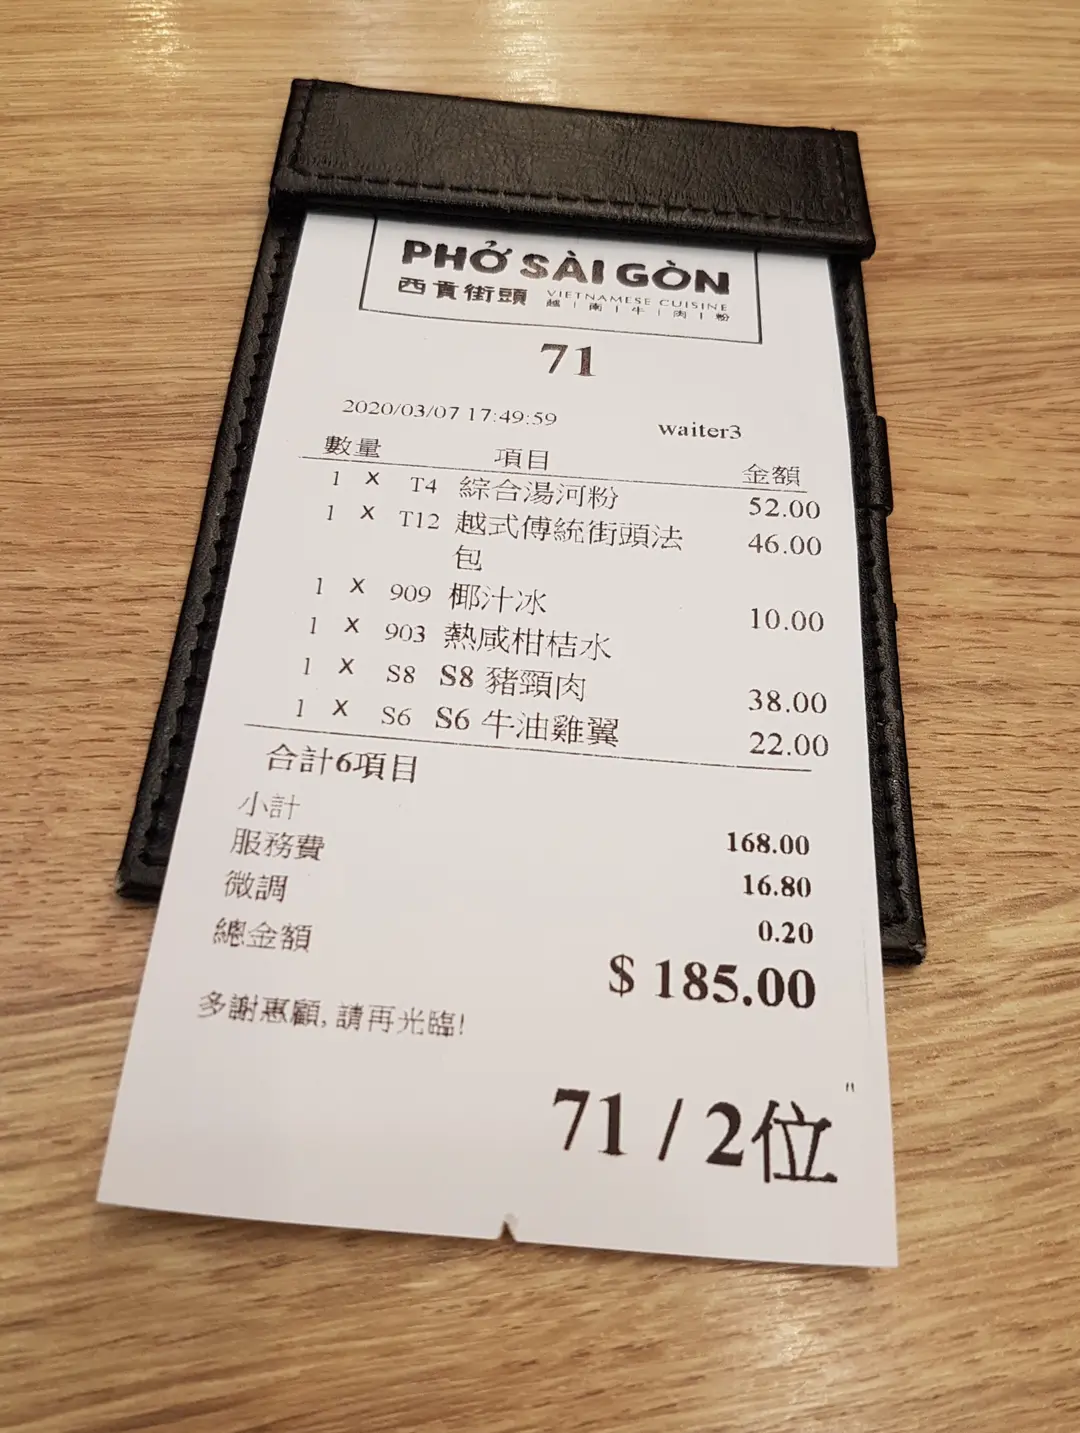 PHỞ SÀI GÒN
西貢街頭 VIETNAMESE CUISINE
越 | 南 | 牛 | 肉 | 粉
71
2020/03/07 17:49:59 waiter3
數量 項目 金額
1 X T4 綜合湯河粉 52.00
1 X T12 越式傳統街頭法 46.00
包
1 X 909 椰汁冰 10.00
1 X 903 熱咸柑桔水
1 X S8 S8 豬頸肉 38.00
1 X S6 S6 牛油雞翼 22.00
合計6項目
小計 168.00
服務費 16.80
微調 0.20
總金額 $ 185.00
多謝惠顧, 請再光臨!
71 / 2位
"